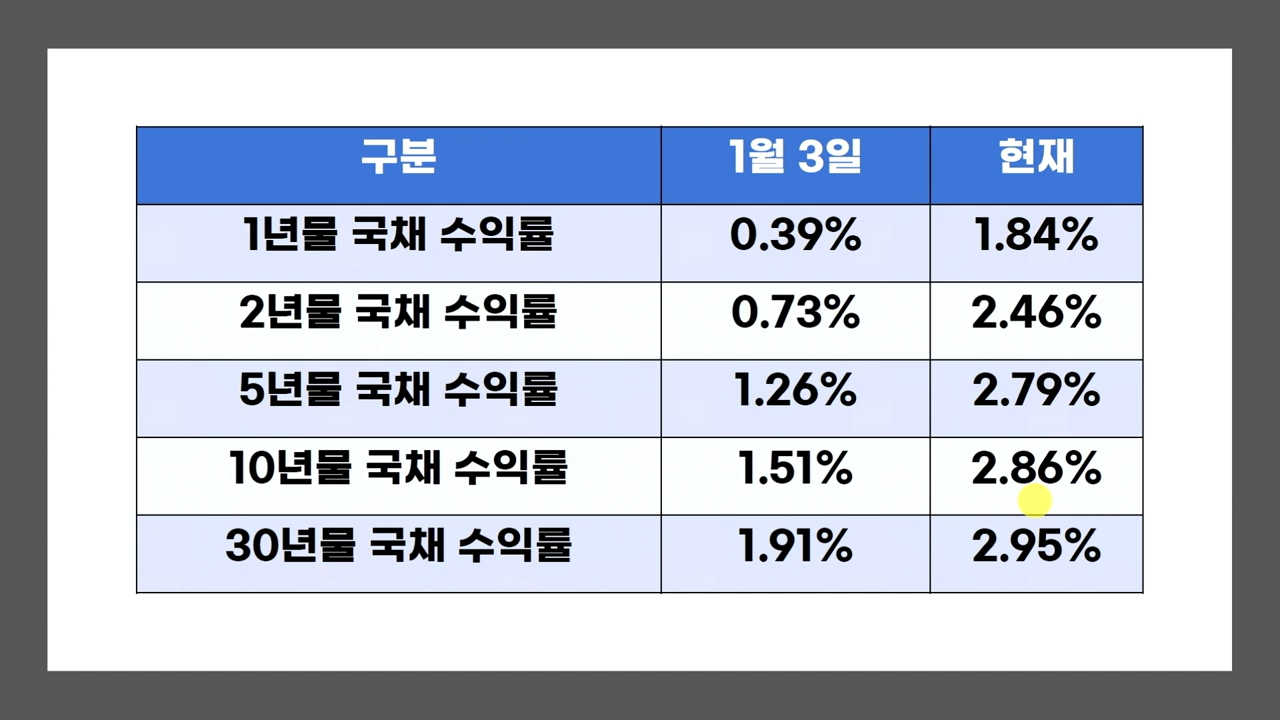 구분 1월 3일 현재
1년물 국채 수익률 0.39% 1.84%
2년물 국채 수익률 0.73% 2.46%
5년물 국채 수익률 1.26% 2.79%
10년물 국채 수익률 1.51% 2.86%
30년물 국채 수익률 1.91% 2.95%